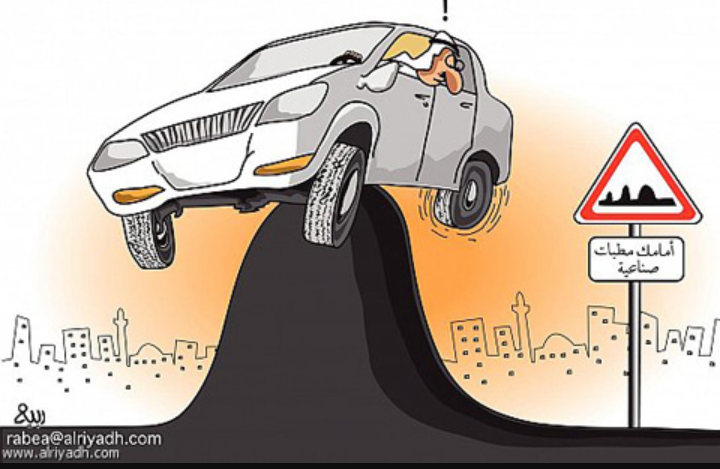 !
أمامك مطبات
صناعية
ربيع
rabea@alriyadh.com
www.alriyadh.com